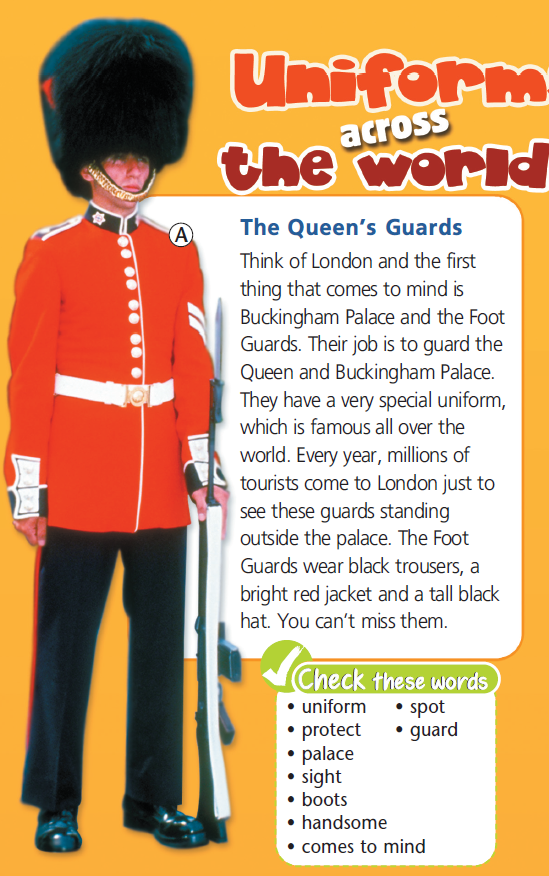 Uniforms
across
the world
A
The Queen's Guards
Think of London and the first
thing that comes to mind is
Buckingham Palace and the Foot
Guards. Their job is to guard the
Queen and Buckingham Palace.
They have a very special uniform,
which is famous all over the
world. Every year, millions of
tourists come to London just to
see these guards standing
outside the palace. The Foot
Guards wear black trousers, a
bright red jacket and a tall black
hat. You can't miss them.
Check these words
• uniform • spot
• protect • guard
• palace
• sight
• boots
• handsome
• comes to mind